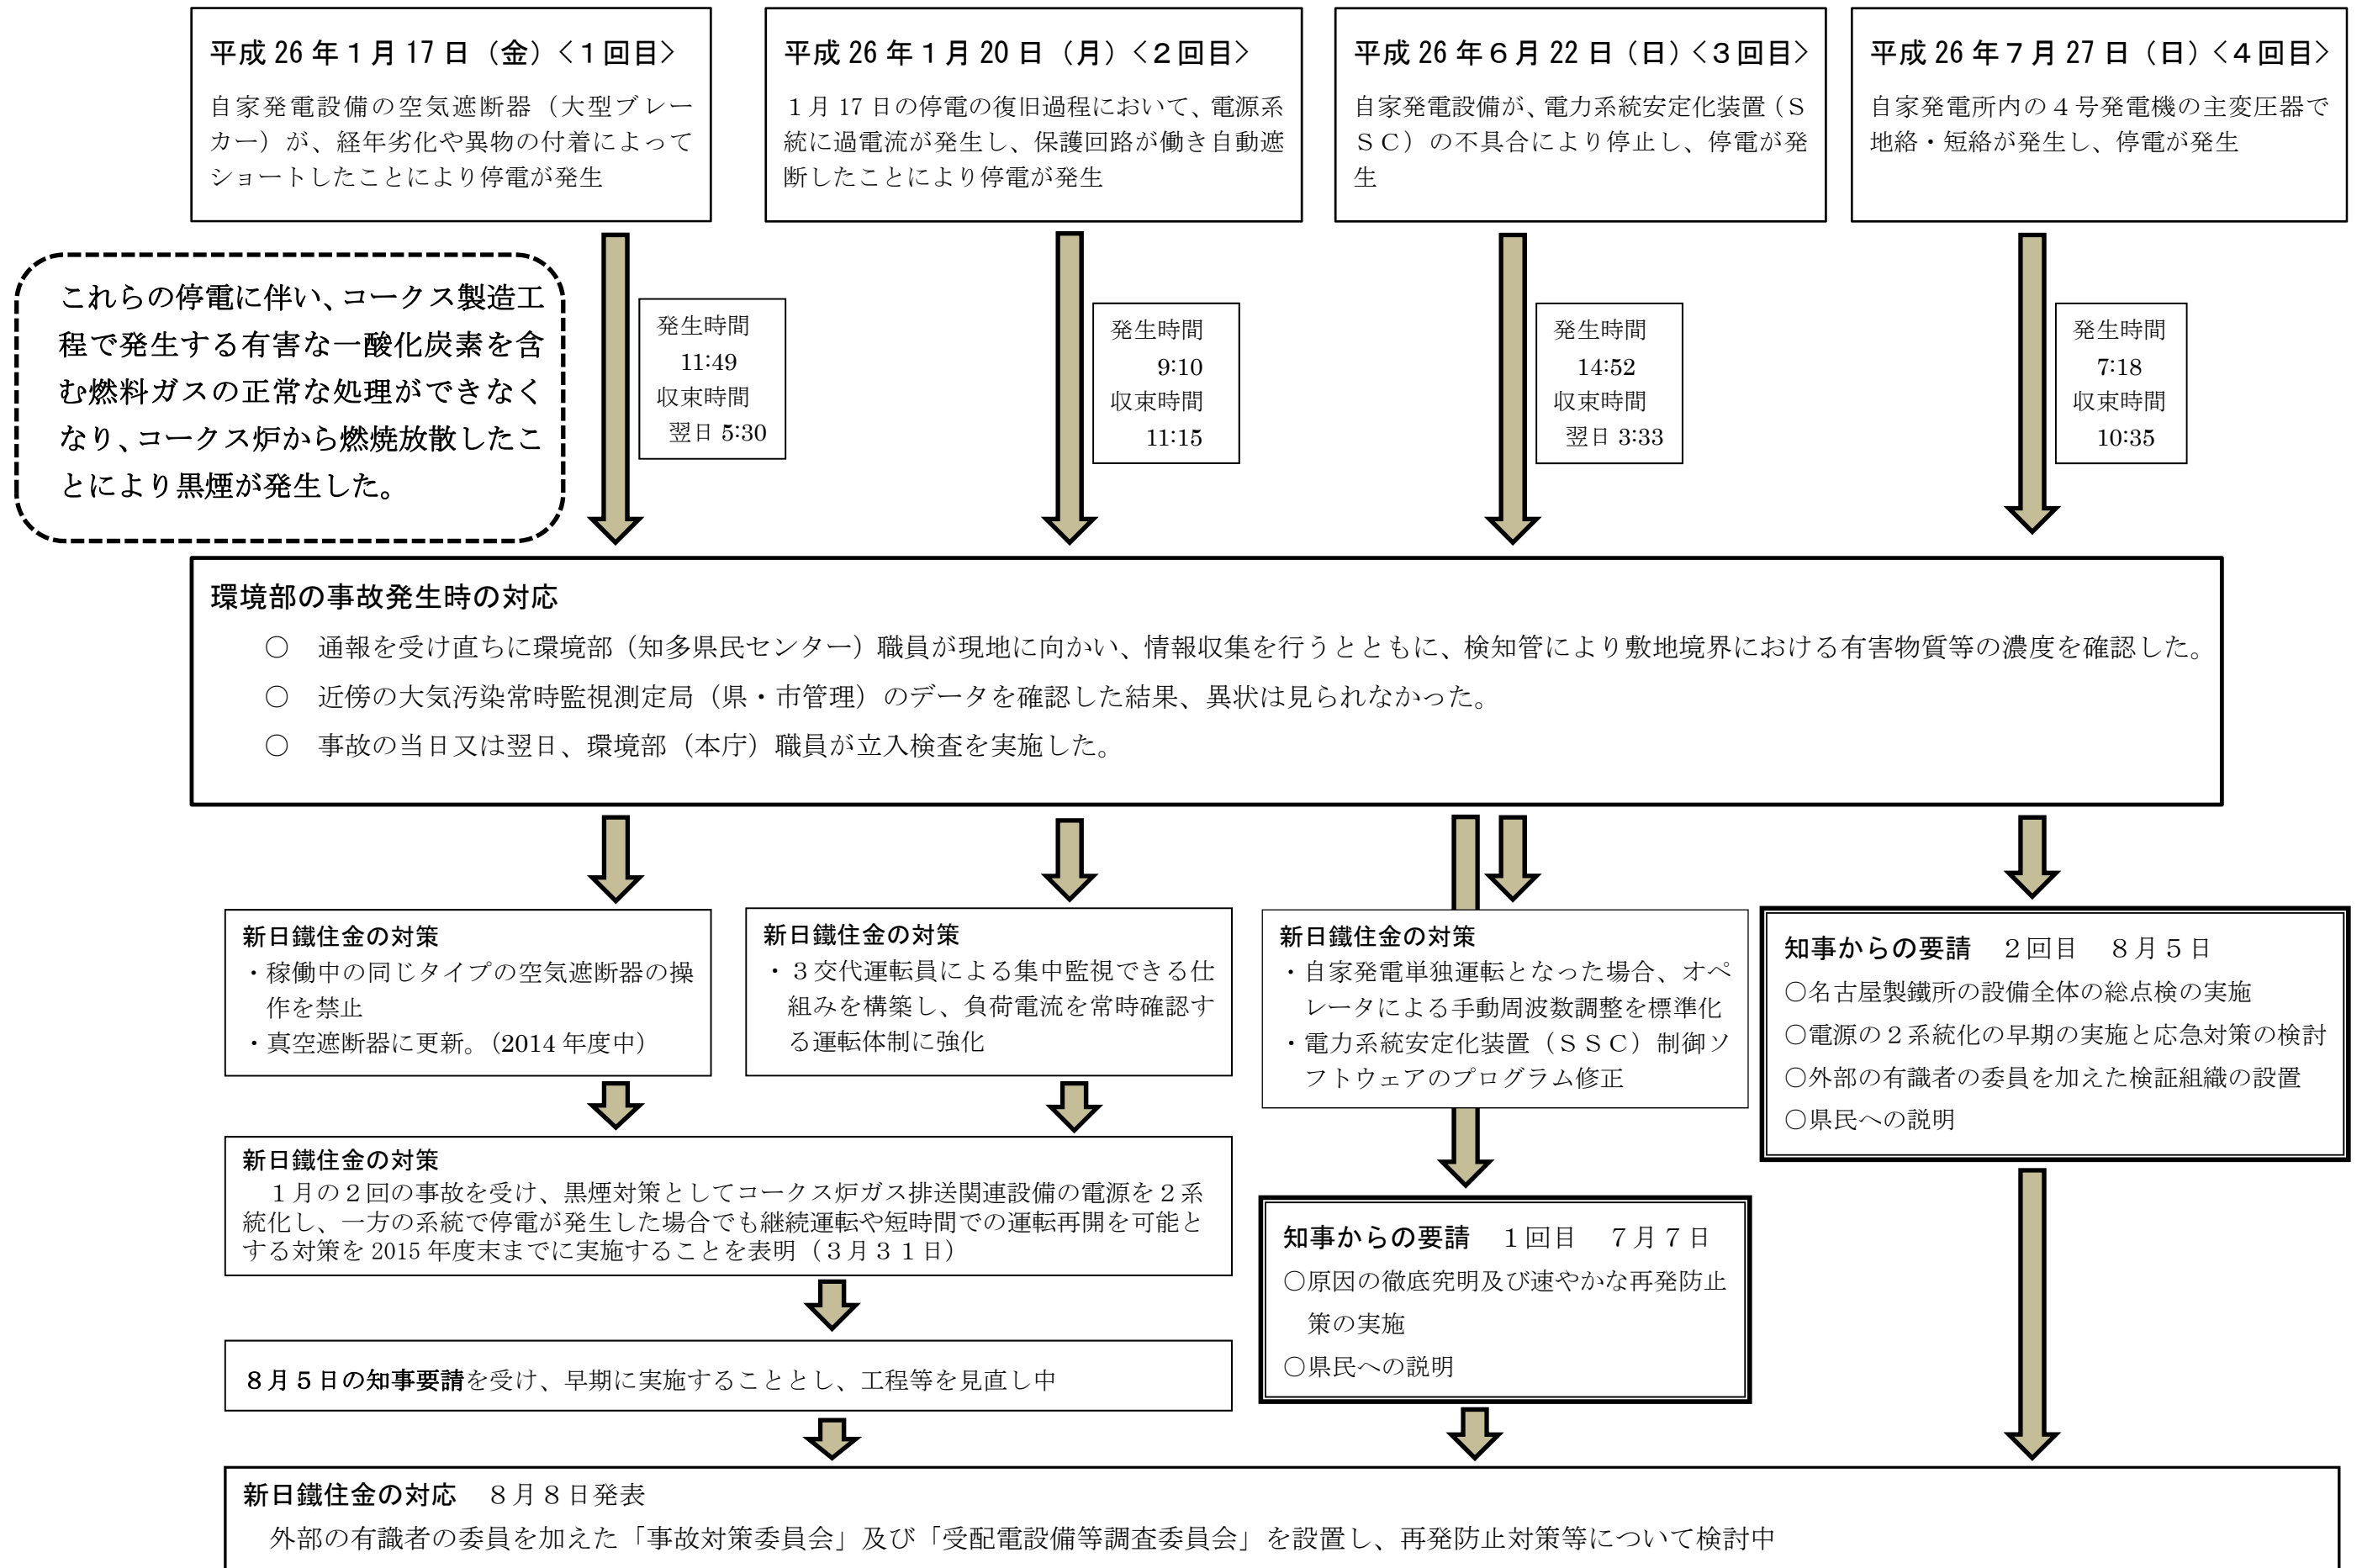 平成 26 年１月 17 日（金）<１回目>
自家発電設備の空気遮断器（大型ブレー
カー）が、経年劣化や異物の付着によって
ショートしたことにより停電が発生
平成 26 年１月 20 日（月）<２回目>
１月 17 日の停電の復旧過程において、電源系
統に過電流が発生し、保護回路が働き自動遮
断したことにより停電が発生
平成 26 年６月 22 日（日）<３回目>
自家発電設備が、電力系統安定化装置（Ｓ
ＳＣ）の不具合により停止し、停電が発
生
平成 26 年７月 27 日（日）<４回目>
自家発電所内の４号発電機の主変圧器で
地絡・短絡が発生し、停電が発生
これらの停電に伴い、コークス製造工
程で発生する有害な一酸化炭素を含
む燃料ガスの正常な処理ができなく
なり、コークス炉から燃焼放散したこ
とにより黒煙が発生した。
発生時間
11:49
収束時間
翌日 5:30
発生時間
9:10
収束時間
11:15
発生時間
14:52
収束時間
翌日 3:33
発生時間
7:18
収束時間
10:35
環境部の事故発生時の対応
○　通報を受け直ちに環境部（知多県民センター）職員が現地に向かい、情報収集を行うとともに、検知管により敷地境界における有害物質等の濃度を確認した。
○　近傍の大気汚染常時監視測定局（県・市管理）のデータを確認した結果、異状は見られなかった。
○　事故の当日又は翌日、環境部（本庁）職員が立入検査を実施した。
新日鐵住金の対策
・稼働中の同じタイプの空気遮断器の操
作を禁止
・真空遮断器に更新。（2014 年度中）
新日鐵住金の対策
・３交代運転員による集中監視できる仕
組みを構築し、負荷電流を常時確認す
る運転体制に強化
新日鐵住金の対策
・自家発電単独運転となった場合、オペ
レータによる手動周波数調整を標準化
・電力系統安定化装置（ＳＳＣ）制御ソ
フトウェアのプログラム修正
知事からの要請　２回目　８月５日
○名古屋製鐵所の設備全体の総点検の実施
○電源の２系統化の早期の実施と応急対策の検討
○外部の有識者の委員を加えた検証組織の設置
○県民への説明
新日鐵住金の対策
１月の２回の事故を受け、黒煙対策としてコークス炉ガス排送関連設備の電源を２系
統化し、一方の系統で停電が発生した場合でも継続運転や短時間での運転再開を可能と
する対策を 2015 年度末までに実施することを表明（３月３１日）
知事からの要請　１回目　７月７日
○原因の徹底究明及び速やかな再発防止
策の実施
○県民への説明
８月５日の知事要請を受け、早期に実施することとし、工程等を見直し中
新日鐵住金の対応　８月８日発表
外部の有識者の委員を加えた「事故対策委員会」及び「受配電設備等調査委員会」を設置し、再発防止対策等について検討中